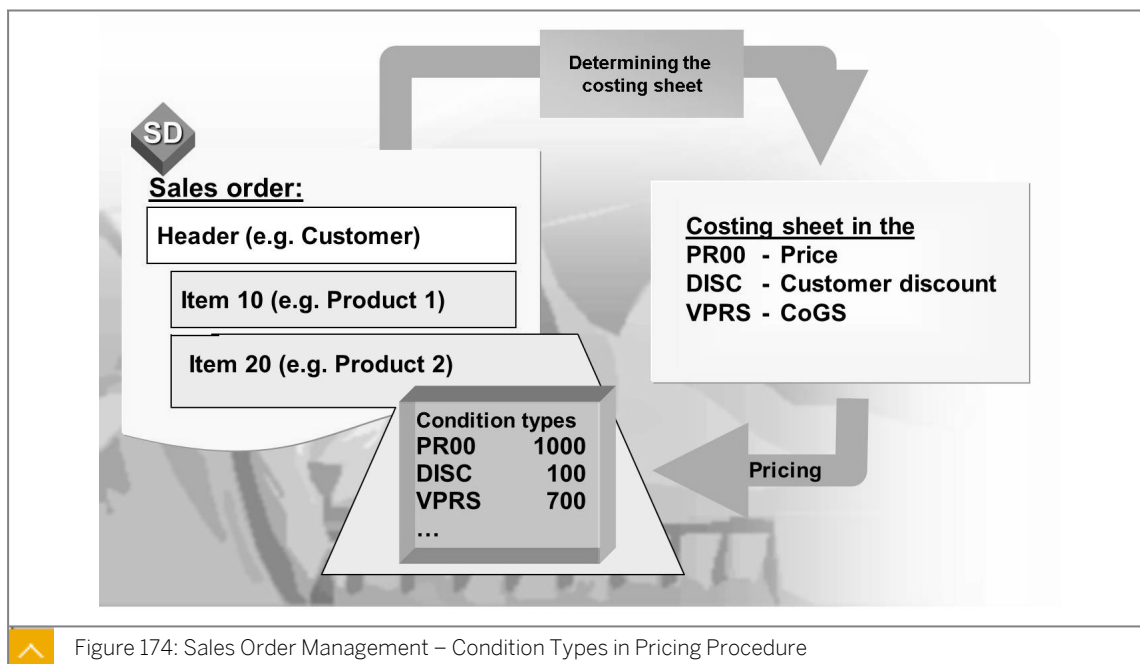 Determining the
costing sheet
SD
Sales order:
Header (e.g. Customer)
Item 10 (e.g. Product 1)
Item 20 (e.g. Product 2)
Condition types
PR00 1000
DISC 100
VPRS 700
...
Costing sheet in the
PR00 - Price
DISC - Customer discount
VPRS - CoGS
Pricing
Figure 174: Sales Order Management – Condition Types in Pricing Procedure